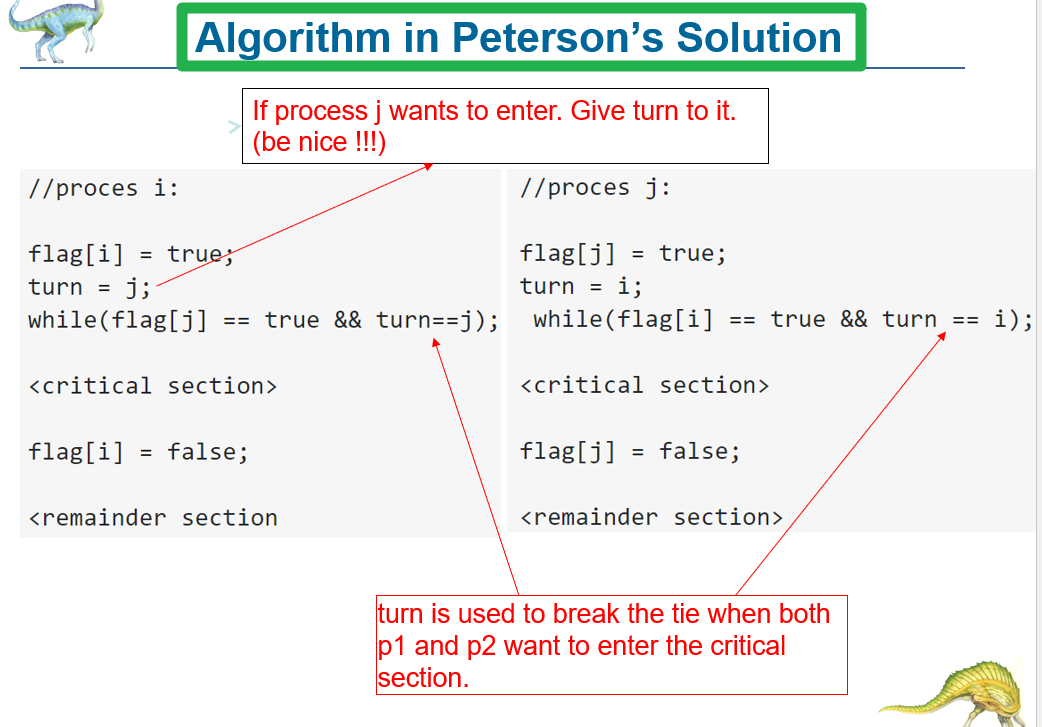 Algorithm in Peterson’s Solution
If process j wants to enter. Give turn to it.
(be nice !!!)
//proces i:
flag[i] = true;
turn = j;
while(flag[j] == true && turn==j);
<critical section>
flag[i] = false;
<remainder section
//proces j:
flag[j] = true;
turn = i;
while(flag[i] == true && turn == i);
<critical section>
flag[j] = false;
<remainder section>
turn is used to break the tie when both
p1 and p2 want to enter the critical
section.